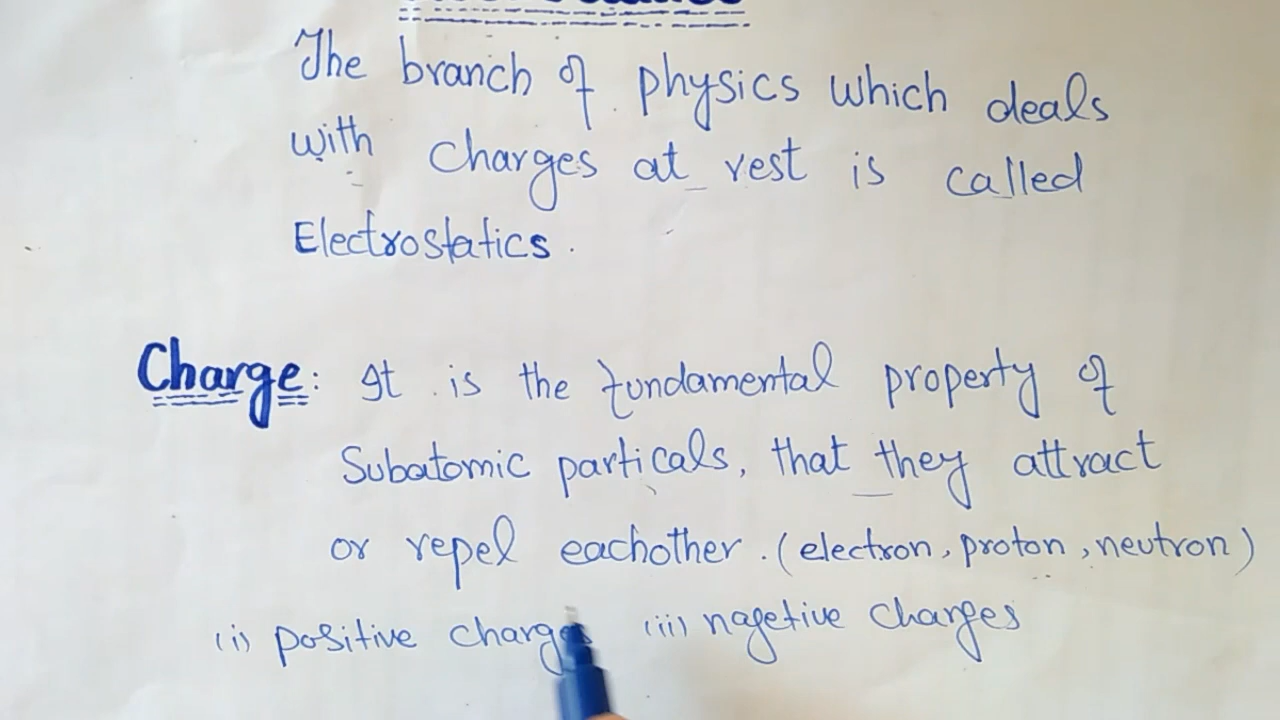 The branch of physics which deals
with charges at rest is called
Electrostatics.
Charge: It is the fundamental property of
Subatomic particals, that they attract
or repel eachother. (electron, proton, neutron)
(i) positive charges (ii) nagetive charges